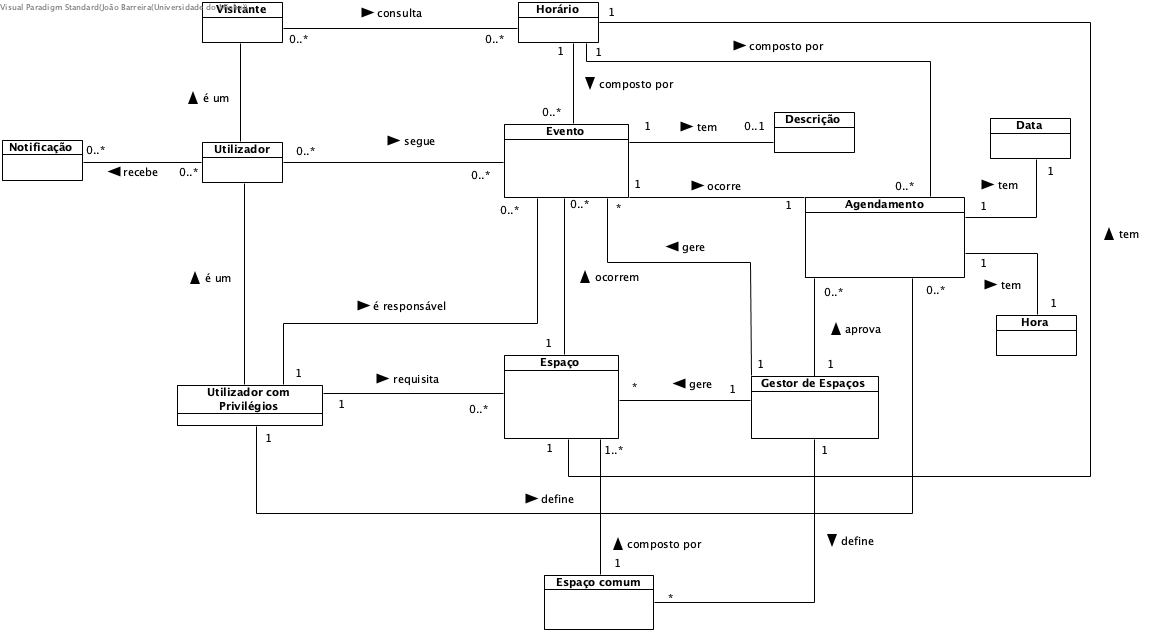 Visual Paradigm Standard(João Barreira(Universidade do
Visitante
consulta
0..*
0..*
Horário
1
1
1
composto por
é um
composto por
0..*
Notificação
0..*
recebe
0..*
Utilizador
0..*
segue
0..*
Evento
1
tem
0..1
Descrição
Data
1
tem
1
1
ocorre
1
0..*
Agendamento
0..*
0..*
*
gere
tem
1
tem
1
Hora
é um
ocorrem
é responsável
0..*
0..*
aprova
1
1
1
1
Utilizador com
Privilégios
1
requisita
0..*
Espaço
*
gere
1
Gestor de Espaços
1
1
1..*
1
define
composto por
define
1
Espaço comum
*